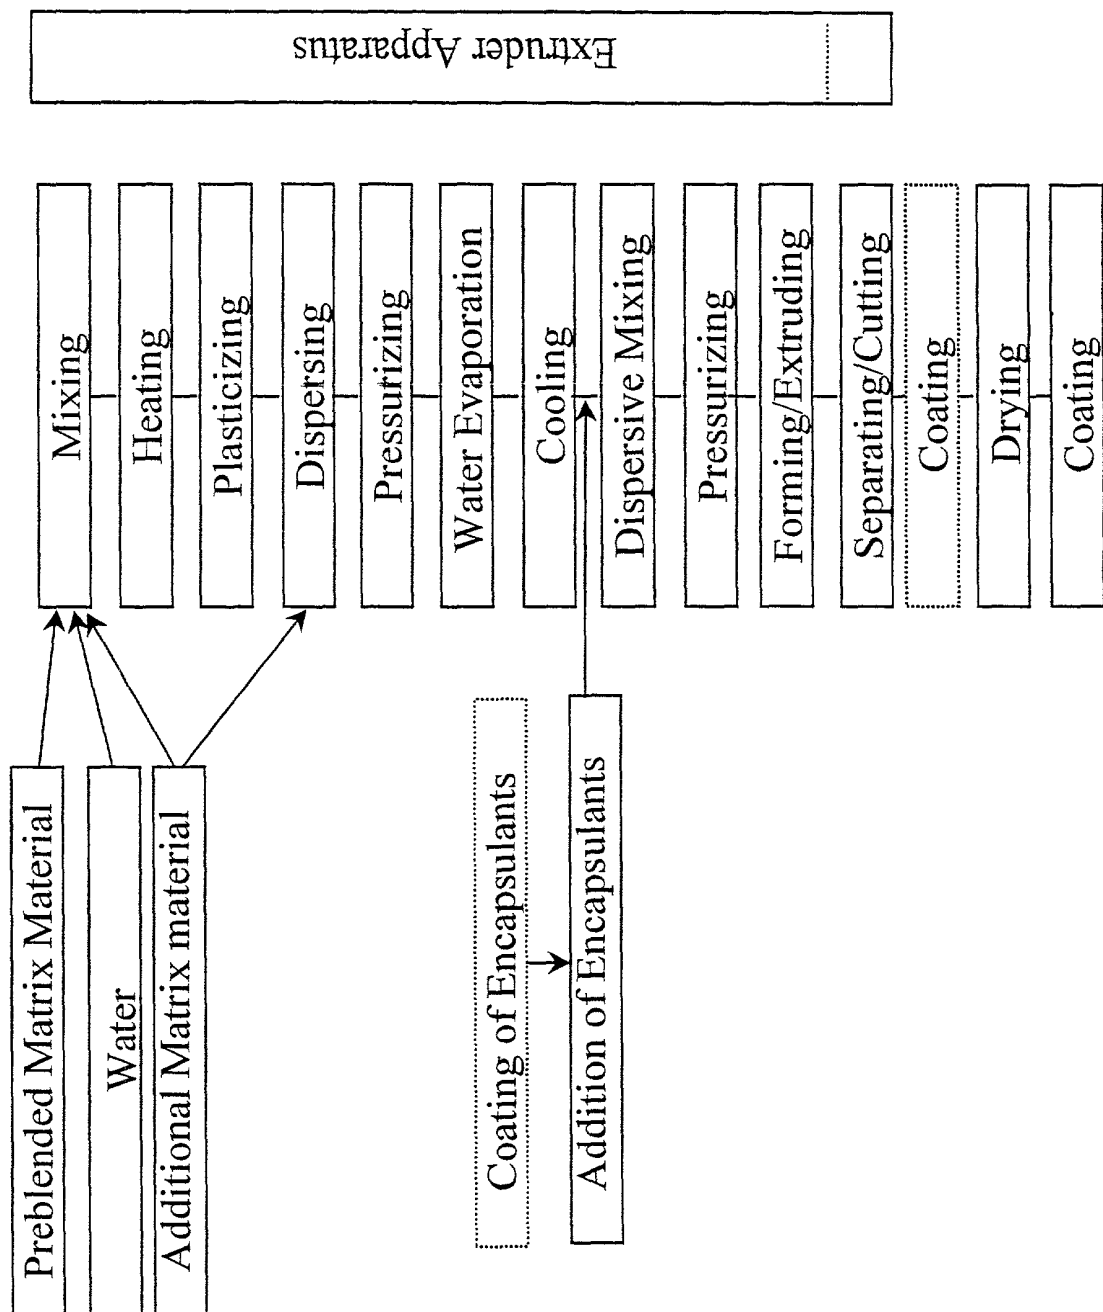 Preblended Matrix Material
Water
Additional Matrix material
Coating of Encapsulants
Addition of Encapsulants
Mixing
Heating
Plasticizing
Dispersing
Pressurizing
Water Evaporation
Cooling
Dispersive Mixing
Pressurizing
Forming/Extruding
Separating/Cutting
Coating
Drying
Coating
Extruder Apparatus